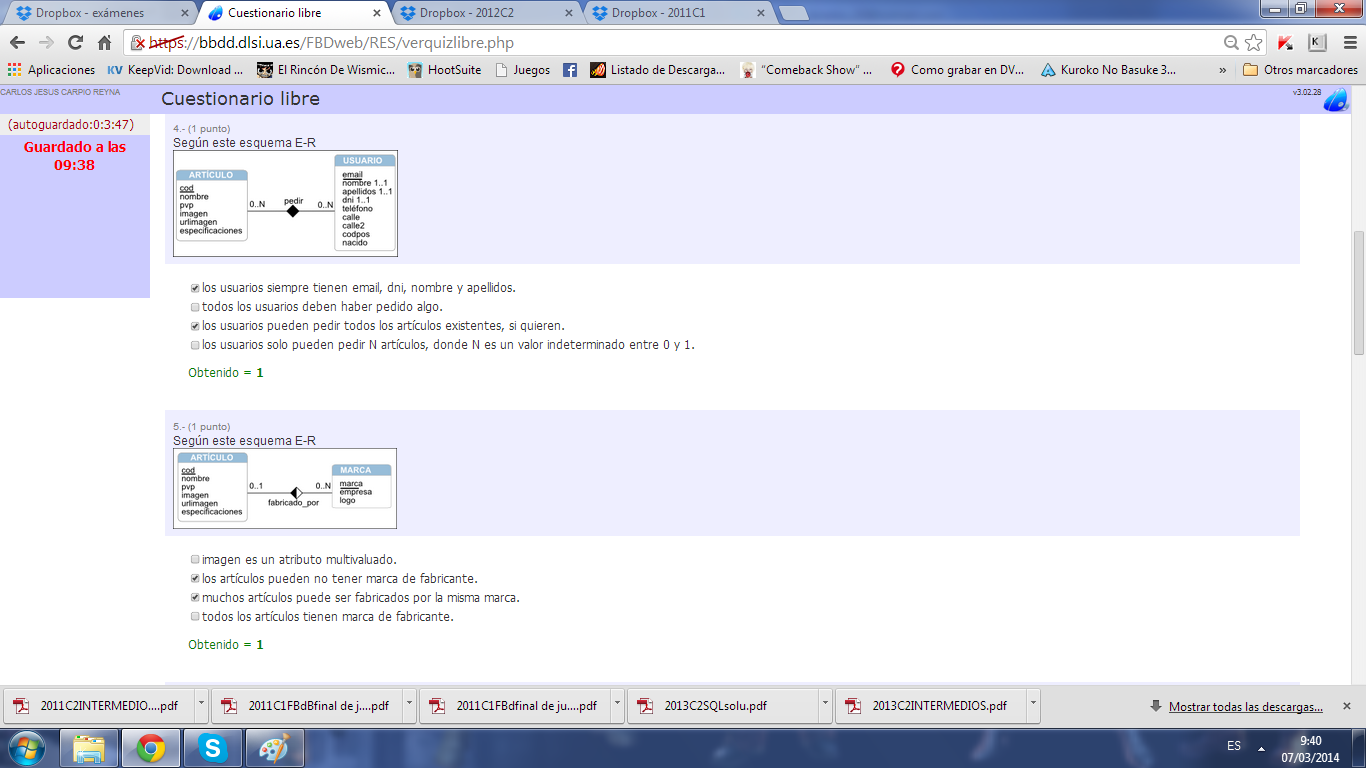 Dropbox - exámenes
Cuestionario libre
Dropbox - 2012C2
Dropbox - 2011C1
https://bbdd.dlsi.ua.es/FBDweb/RES/verquizlibre.php
Aplicaciones
KeepVid: Download ...
El Rincón De Wismic...
HootSuite
Juegos
Listado de Descarga...
"Comeback Show" ...
Como grabar en DV...
Kuroko No Basuke 3...
»
Otros marcadores
CARLOS JESUS CARPIO REYNA
Cuestionario libre
v3.02.28
(autoguardado:0:3:47)
Guardado a las
09:38
4.- (1 punto)
Según este esquema E-R
ARTÍCULO
cod
nombre
pvp
imagen
urlimagen
especificaciones
0..N
pedir
0..N
USUARIO
email
nombre 1..1
apellidos 1..1
dni 1..1
teléfono
calle
calle2
codpos
nacido
los usuarios siempre tienen email, dni, nombre y apellidos.
todos los usuarios deben haber pedido algo.
los usuarios pueden pedir todos los artículos existentes, si quieren.
los usuarios solo pueden pedir N artículos, donde N es un valor indeterminado entre 0 y 1.
Obtenido = 1
5.- (1 punto)
Según este esquema E-R
ARTÍCULO
cod
nombre
pvp
imagen
urlimagen
especificaciones
0..1
fabricado_por
0..N
MARCA
marca
empresa
logo
imagen es un atributo multivaluado.
los artículos pueden no tener marca de fabricante.
muchos artículos puede ser fabricados por la misma marca.
todos los artículos tienen marca de fabricante.
Obtenido = 1
2011C2INTERMEDIO....pdf
2011C1FBdBfinal de j....pdf
2011C1FBdfinal de ju....pdf
2013C2SQLsolu.pdf
2013C2INTERMEDIOS.pdf
Mostrar todas las descargas...
ES
9:40
07/03/2014